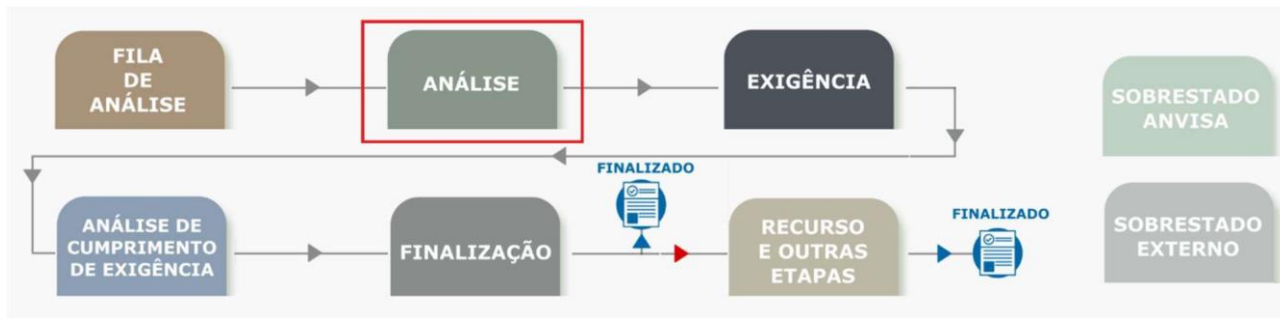 FILA
DE
ANÁLISE
ANÁLISE
EXIGÊNCIA
SOBRESTADO
ANVISA
ANÁLISE DE
CUMPRIMENTO
DE EXIGÊNCIA
FINALIZAÇÃO
FINALIZADO
RECURSO
E OUTRAS
ETAPAS
FINALIZADO
SOBRESTADO
EXTERNO